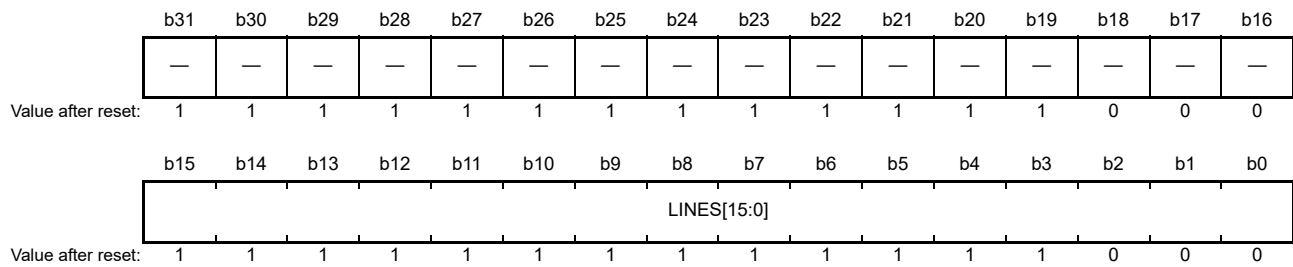 b31 b30 b29 b28 b27 b26 b25 b24 b23 b22 b21 b20 b19 b18 b17 b16
— — — — — — — — — — — — — — — —
Value after reset: 1 1 1 1 1 1 1 1 1 1 1 1 1 0 0 0
b15 b14 b13 b12 b11 b10 b9 b8 b7 b6 b5 b4 b3 b2 b1 b0
LINES[15:0]
Value after reset: 1 1 1 1 1 1 1 1 1 1 1 1 1 0 0 0